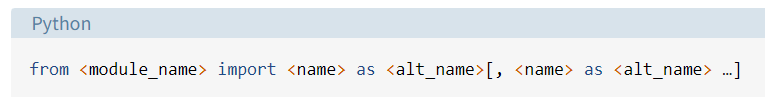 Python
from <module_name> import <name> as <alt_name>[, <name> as <alt_name> …]